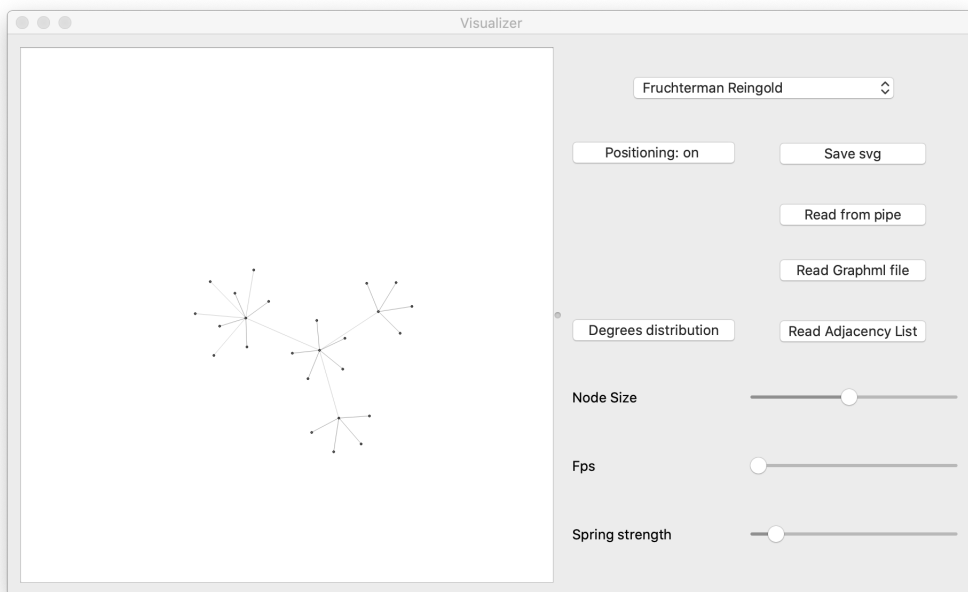 Visualizer
Fruchterman Reingold
Positioning: on
Save svg
Read from pipe
Read Graphml file
Degrees distribution
Read Adjacency List
Node Size
Fps
Spring strength